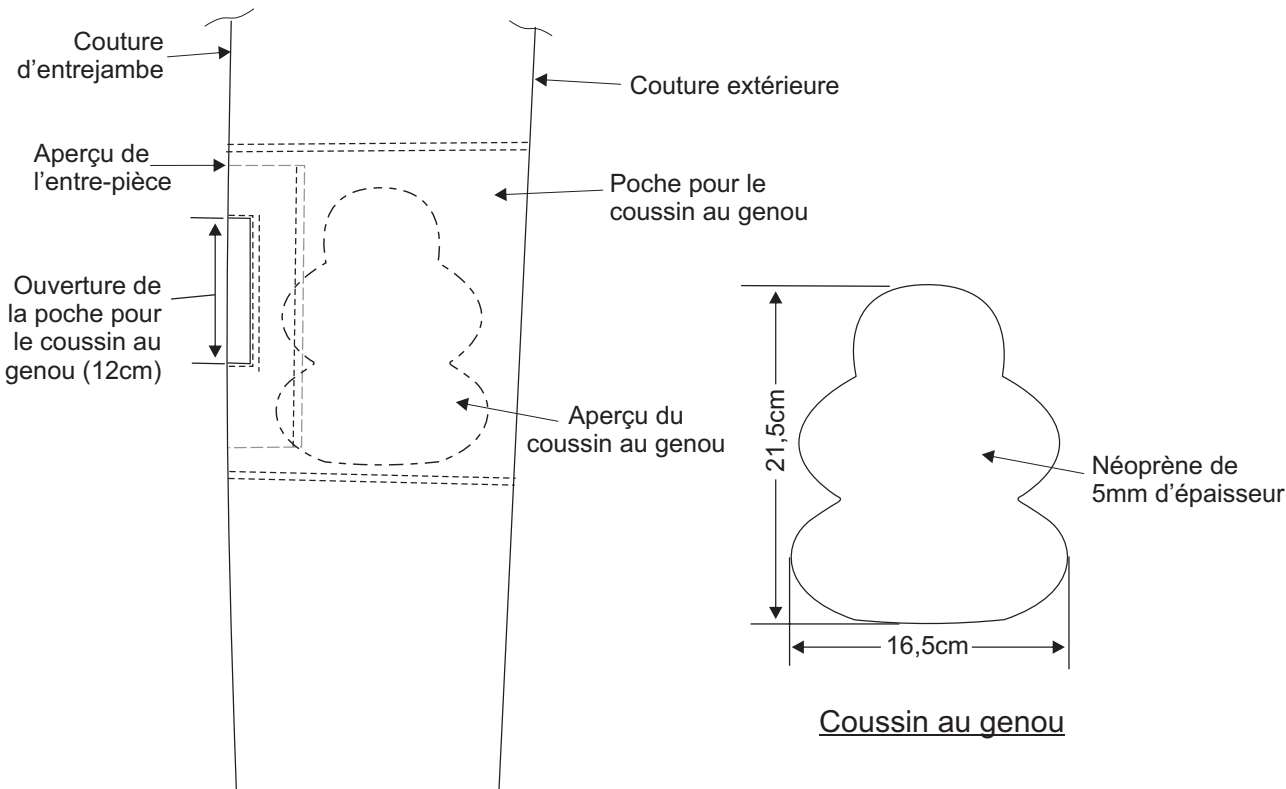 Couture
d'entrejambe
Couture extérieure
Aperçu de
l'entre-pièce
Poche pour le
coussin au genou
Ouverture de
la poche pour
le coussin au
genou (12cm)
Aperçu du
coussin au genou
21,5cm
Néoprène de
5mm d'épaisseur
16,5cm
Coussin au genou